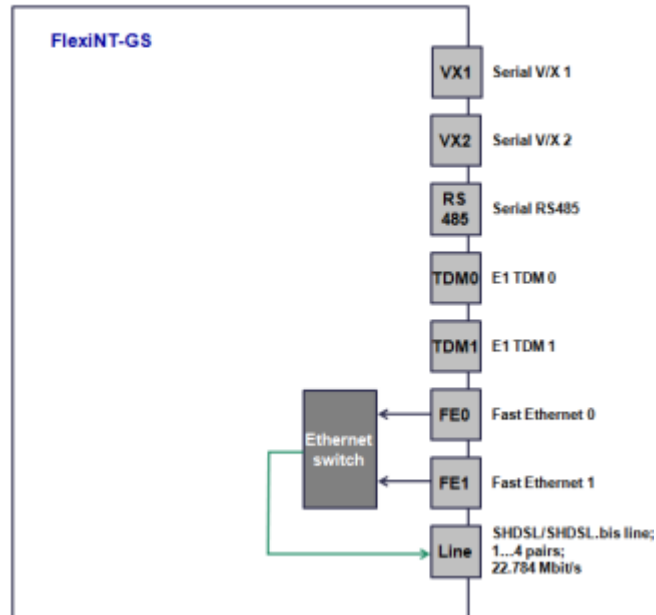 FlexiNT-GS
VX1
Serial V/X 1
VX2
Serial V/X 2
RS
485
Serial RS485
TDM0
E1 TDM 0
TDM1
E1 TDM 1
FE0
Fast Ethernet 0
Ethernet
switch
FE1
Fast Ethernet 1
Line
SHDSL/SHDSL.bis line;
1...4 pairs;
22.784 Mbit/s